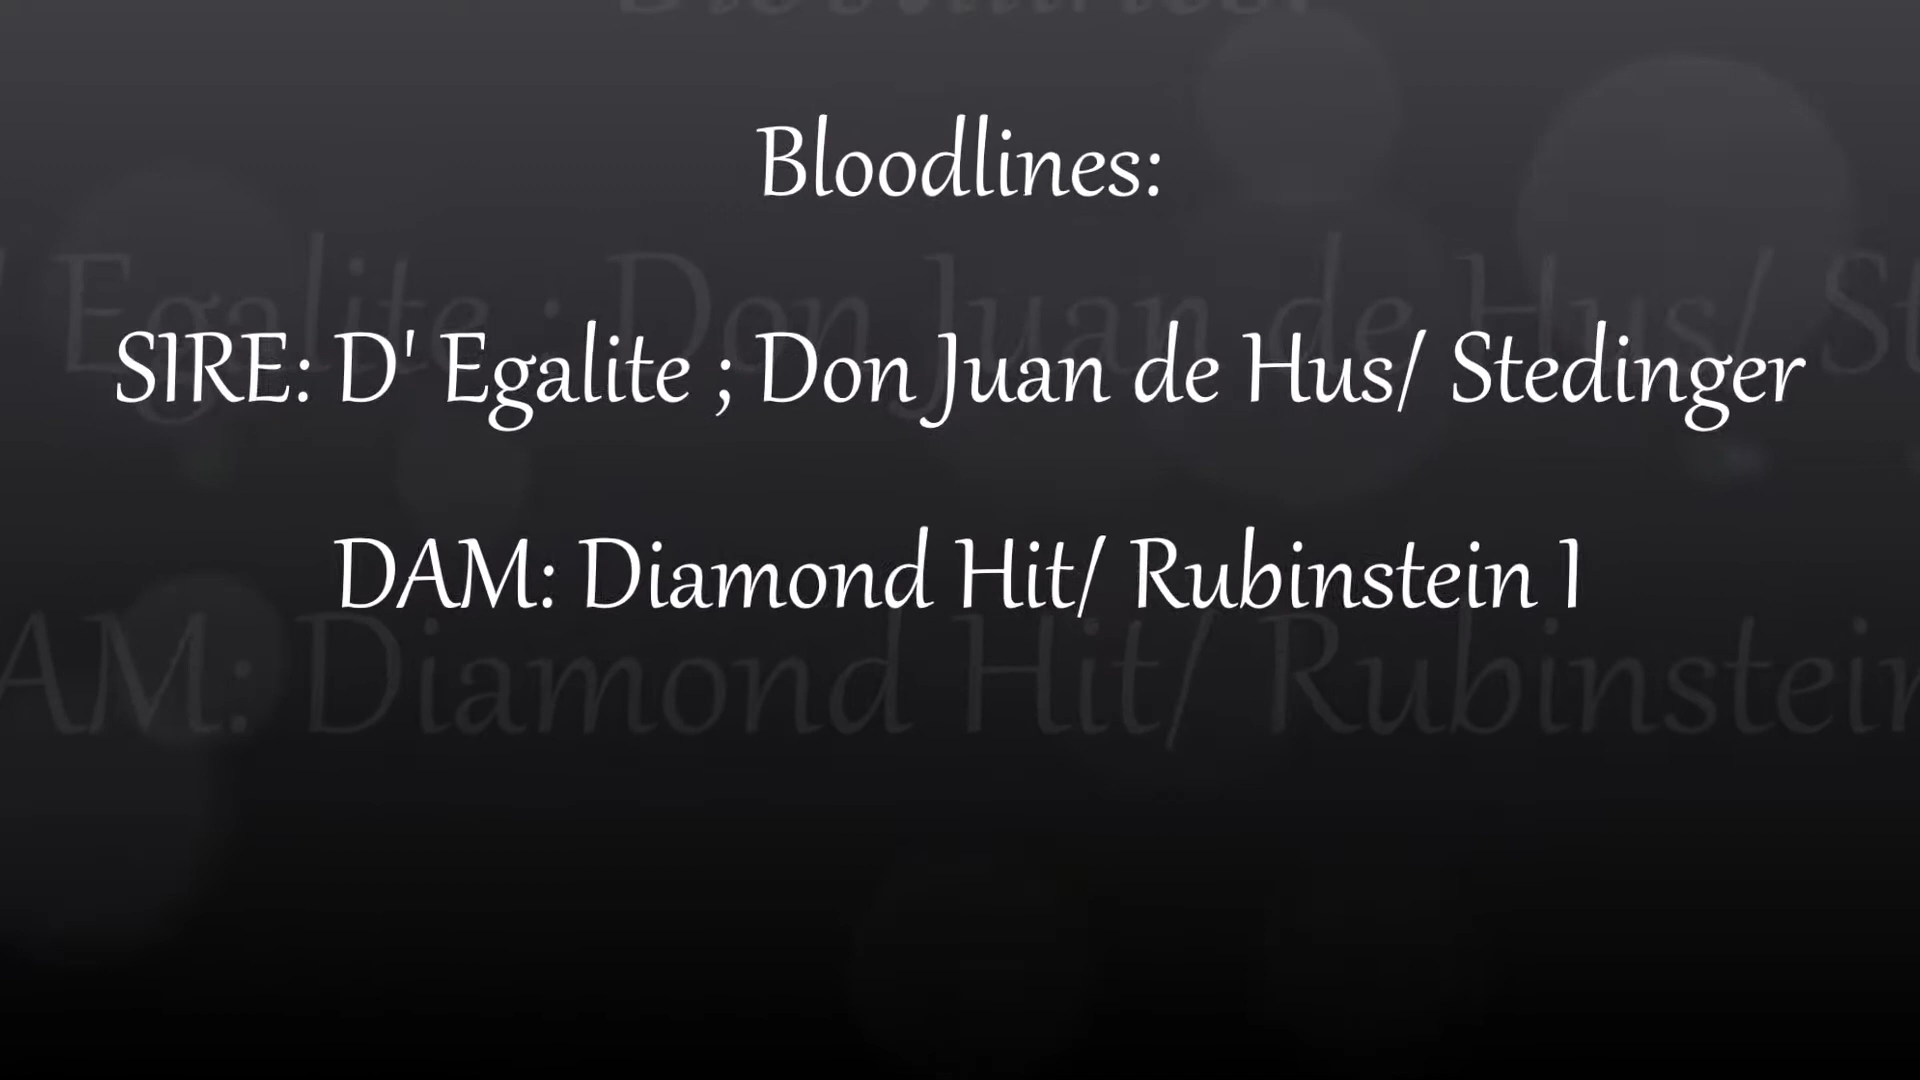 Bloodlines:
SIRE: D' Egalite ; Don Juan de Hus/ Stedinger
DAM: Diamond Hit/ Rubinstein I